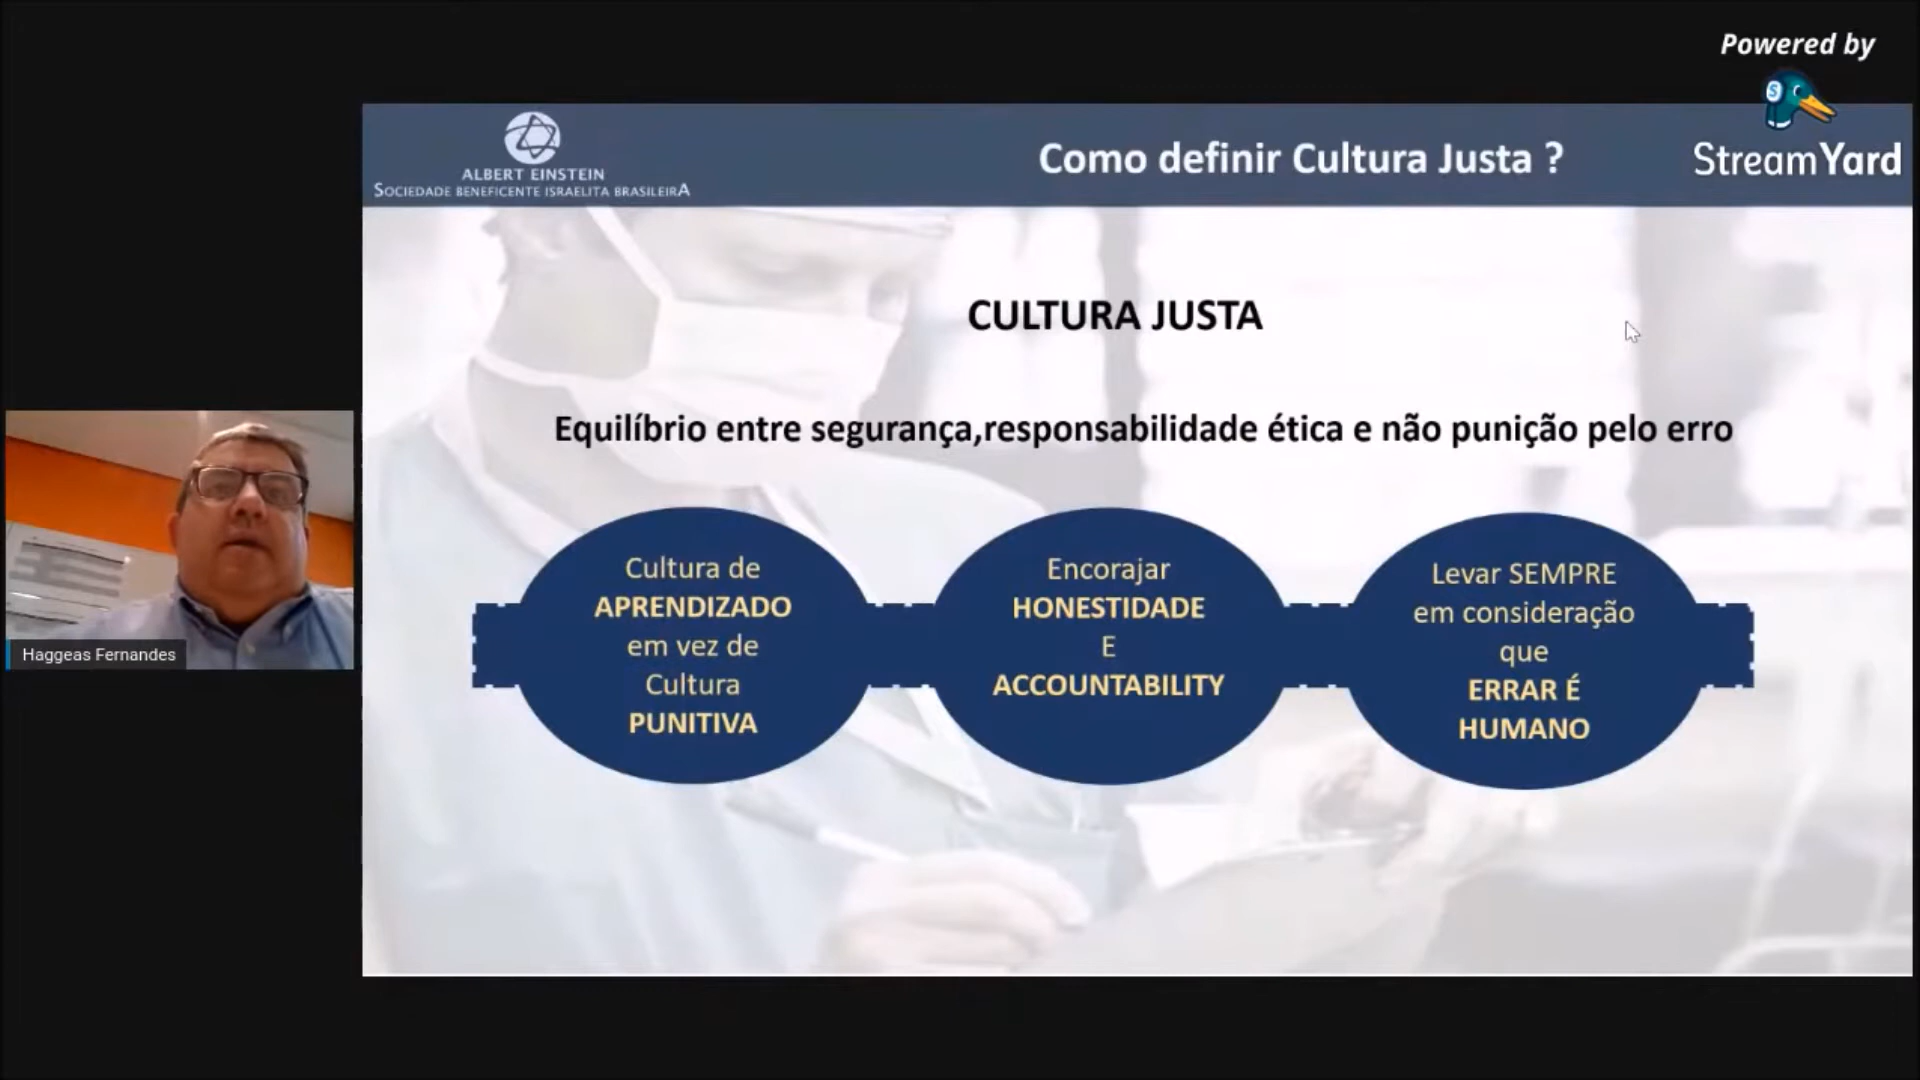 Powered by
StreamYard
ALBERT EINSTEIN
SOCIEDADE BENEFICENTE ISRAELITA BRASILEIRA
Como definir Cultura Justa ?
CULTURA JUSTA
Equilíbrio entre segurança,responsabilidade ética e não punição pelo erro
Cultura de
APRENDIZADO
em vez de
Cultura
PUNITIVA
Encorajar
HONESTIDADE
E
ACCOUNTABILITY
Levar SEMPRE
em consideração
que
ERRAR É
HUMANO
Haggeas Fernandes